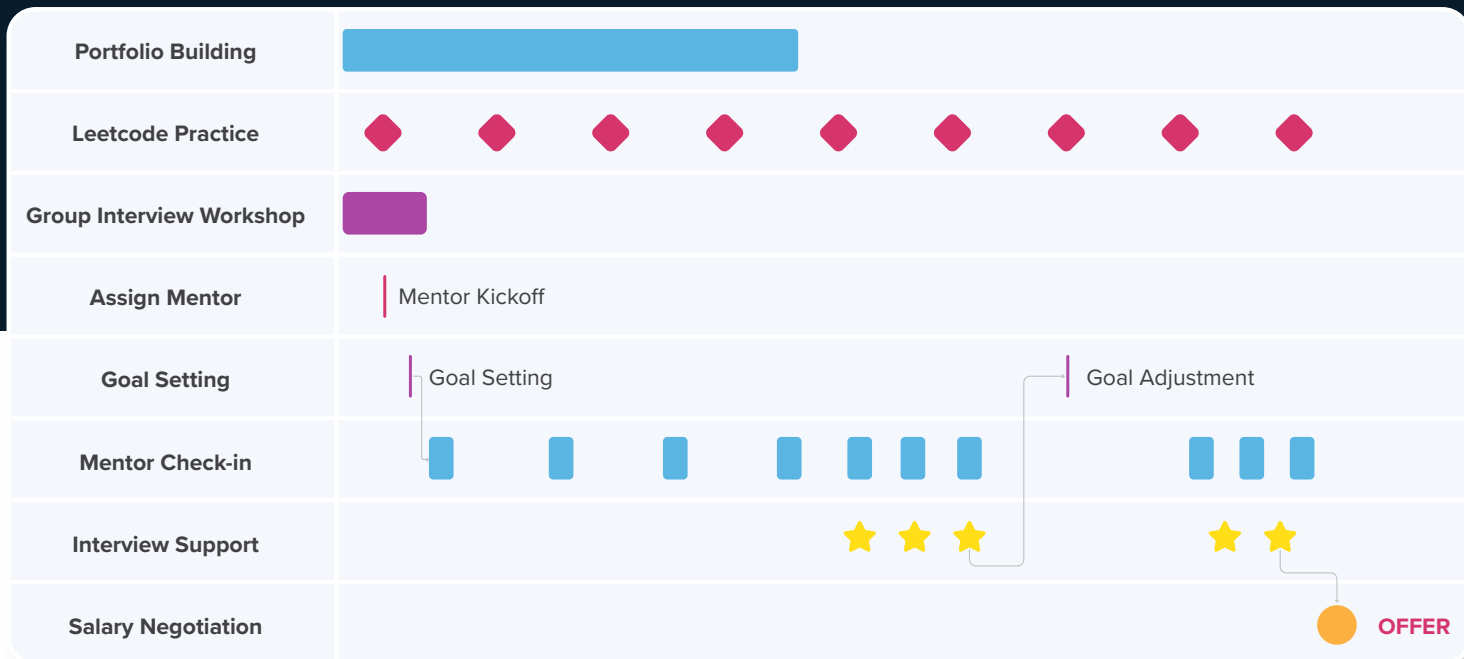 Portfolio Building
Leetcode Practice
Group Interview Workshop
Assign Mentor
Mentor Kickoff
Goal Setting
Goal Setting
Goal Adjustment
Mentor Check-in
Interview Support
Salary Negotiation
OFFER